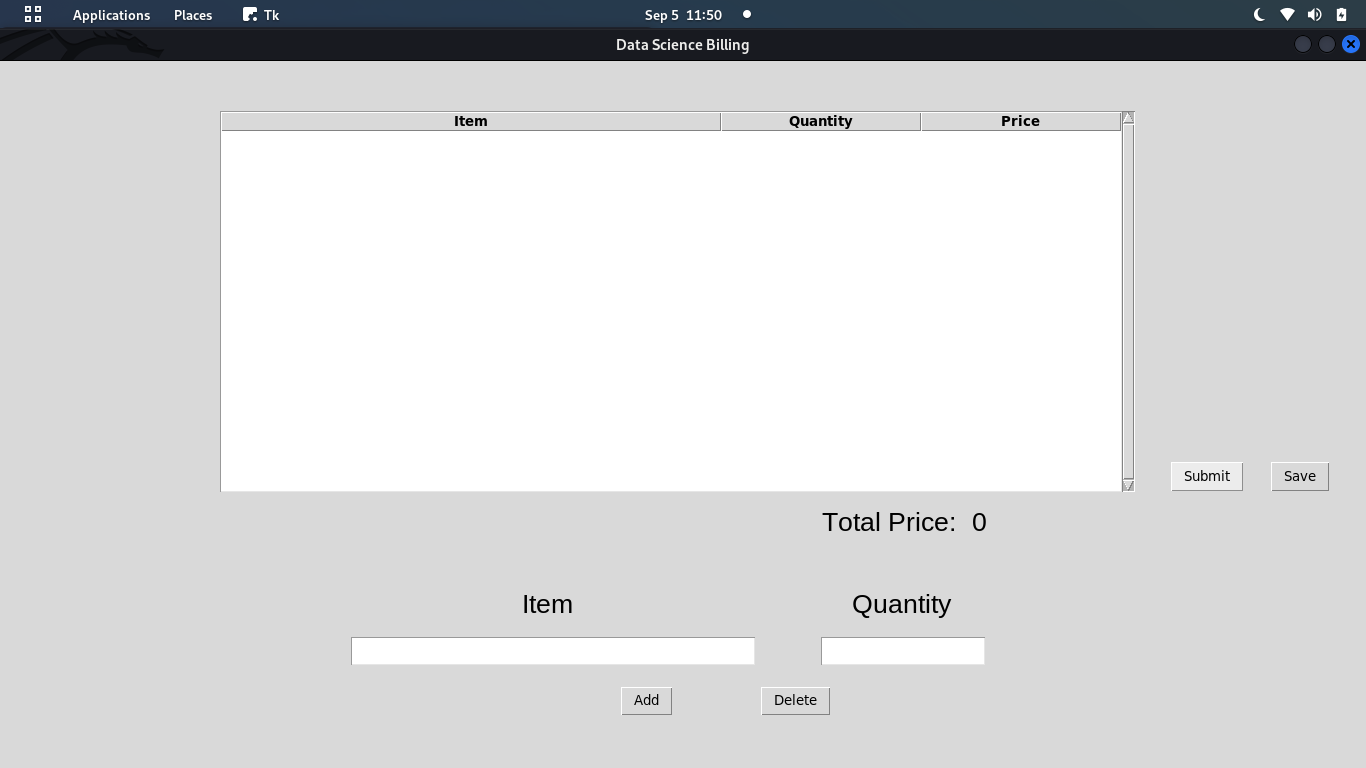 Applications Places Tk Sep 5 11:50
Data Science Billing
Item Quantity Price
Submit Save
Total Price: 0
Item Quantity
Add Delete